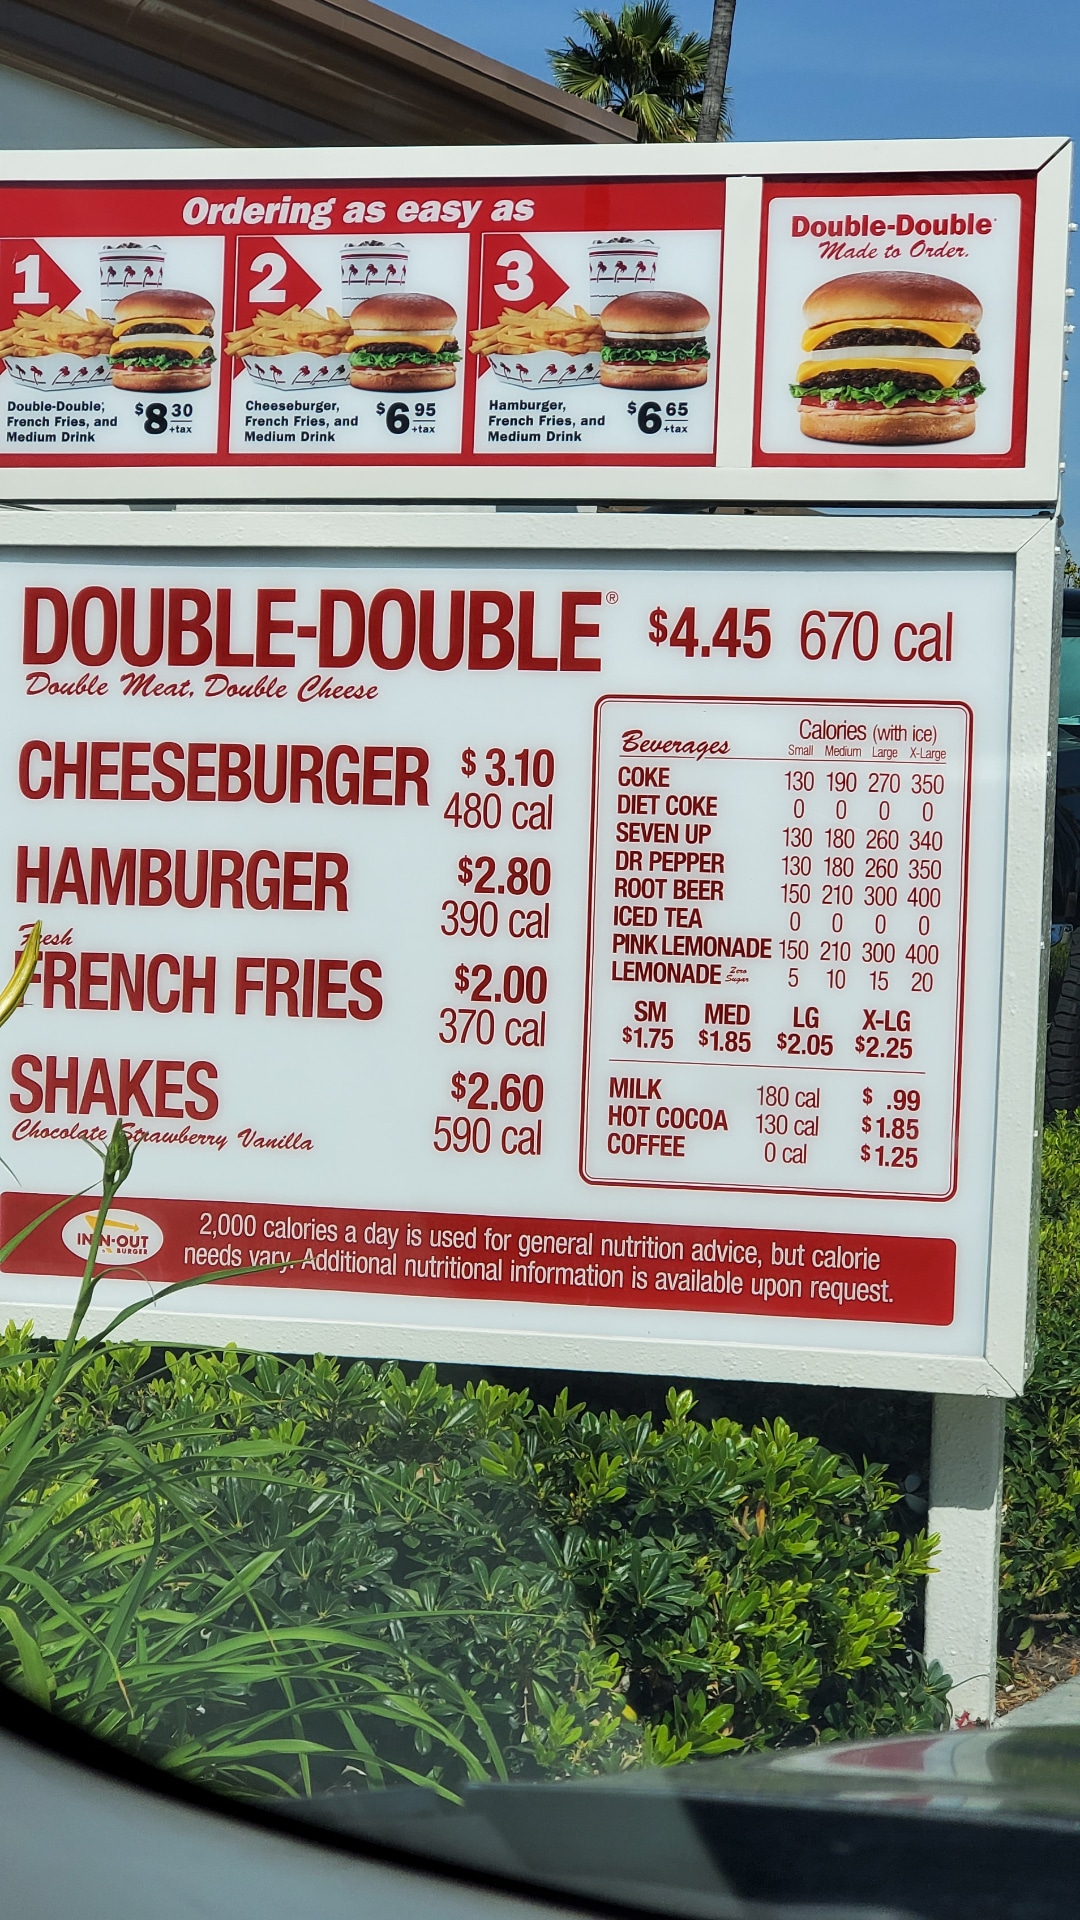 Ordering as easy as
1
Double-Double,
French Fries, and
Medium Drink
$8 30
+tax
2
Cheeseburger,
French Fries, and
Medium Drink
$6 95
+tax
3
Hamburger,
French Fries, and
Medium Drink
$6 65
+tax
Double-Double®
Made to Order.
DOUBLE-DOUBLE® $4.45 670 cal
Double Meat, Double Cheese
CHEESEBURGER $3.10
480 cal
HAMBURGER $2.80
390 cal
Fresh
FRENCH FRIES $2.00
370 cal
SHAKES $2.60
Chocolate Strawberry Vanilla 590 cal
Beverages Calories (with ice)
Small Medium Large X-Large
COKE 130 190 270 350
DIET COKE 0 0 0 0
SEVEN UP 130 180 260 340
DR PEPPER 130 180 260 350
ROOT BEER 150 210 300 400
ICED TEA 0 0 0 0
PINK LEMONADE 150 210 300 400
LEMONADE Zero Sugar 5 10 15 20
SM MED LG X-LG
$1.75 $1.85 $2.05 $2.25
MILK 180 cal $ .99
HOT COCOA 130 cal $1.85
COFFEE 0 cal $1.25
IN-N-OUT
BURGER
2,000 calories a day is used for general nutrition advice, but calorie
needs vary. Additional nutritional information is available upon request.